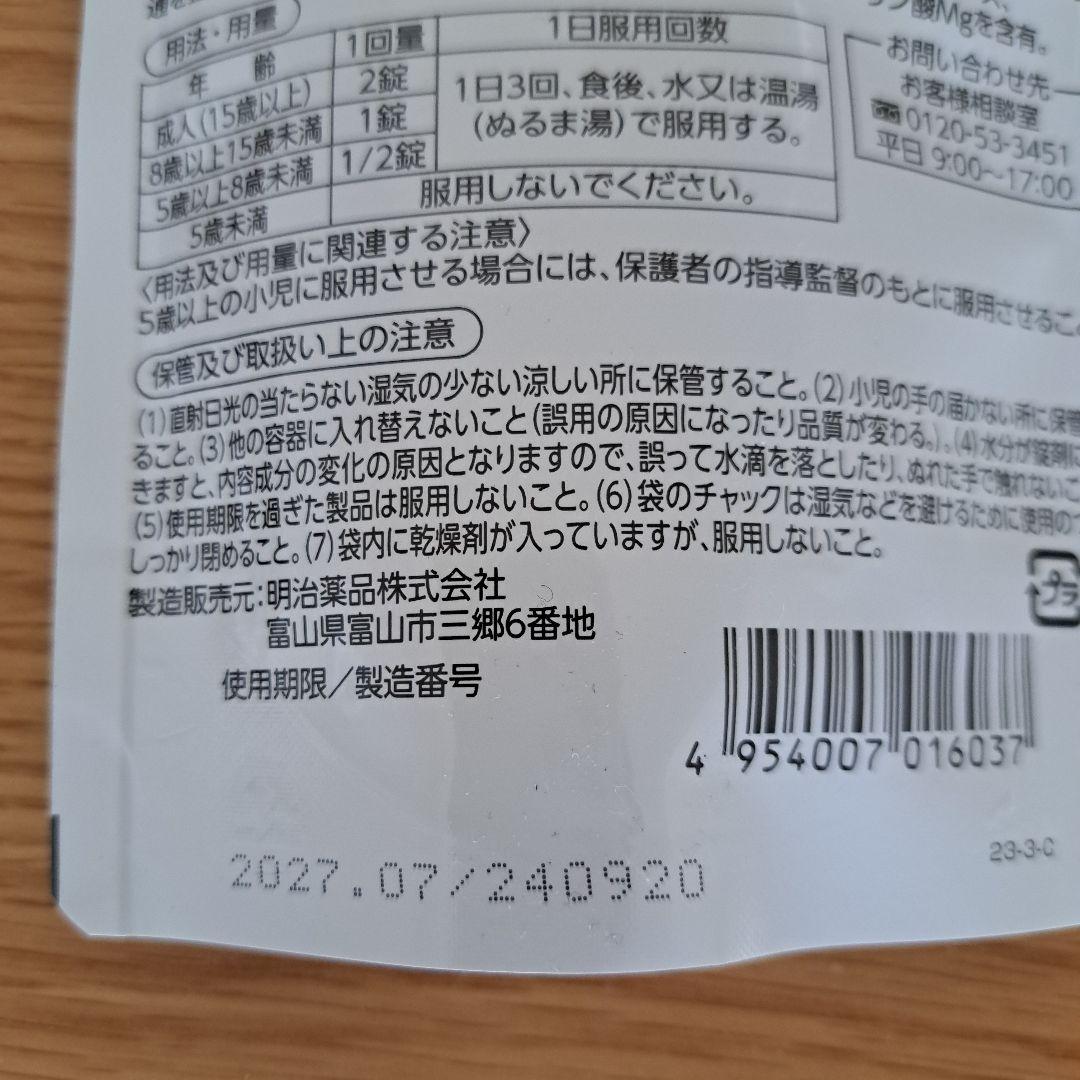 用法・用量
年 齢 1回量 1日服用回数
成人(15歳以上) 2錠 1日3回、食後、水又は温湯(ぬるま湯)で服用する。
8歳以上15歳未満 1錠
5歳以上8歳未満 1/2錠
5歳未満 服用しないでください。
酸Mgを含有。
お問い合わせ先
お客様相談室
0120-53-3451
平日 9:00～17:00
〈用法及び用量に関連する注意〉
5歳以上の小児に服用させる場合には、保護者の指導監督のもとに服用させるこ
保管及び取扱い上の注意
(1)直射日光の当たらない湿気の少ない涼しい所に保管すること。(2)小児の手の届かない所に保管
ること。(3)他の容器に入れ替えないこと(誤用の原因になったり品質が変わる。)。(4)水分が錠剤に
きますと、内容成分の変化の原因となりますので、誤って水滴を落としたり、ぬれた手で触れないこ
(5)使用期限を過ぎた製品は服用しないこと。(6)袋のチャックは湿気などを避けるために使用の
しっかり閉めること。(7)袋内に乾燥剤が入っていますが、服用しないこと。
プラ
製造販売元:明治薬品株式会社
富山県富山市三郷6番地
使用期限/製造番号
4 954007 016037
23-3-C
2027.07/240920